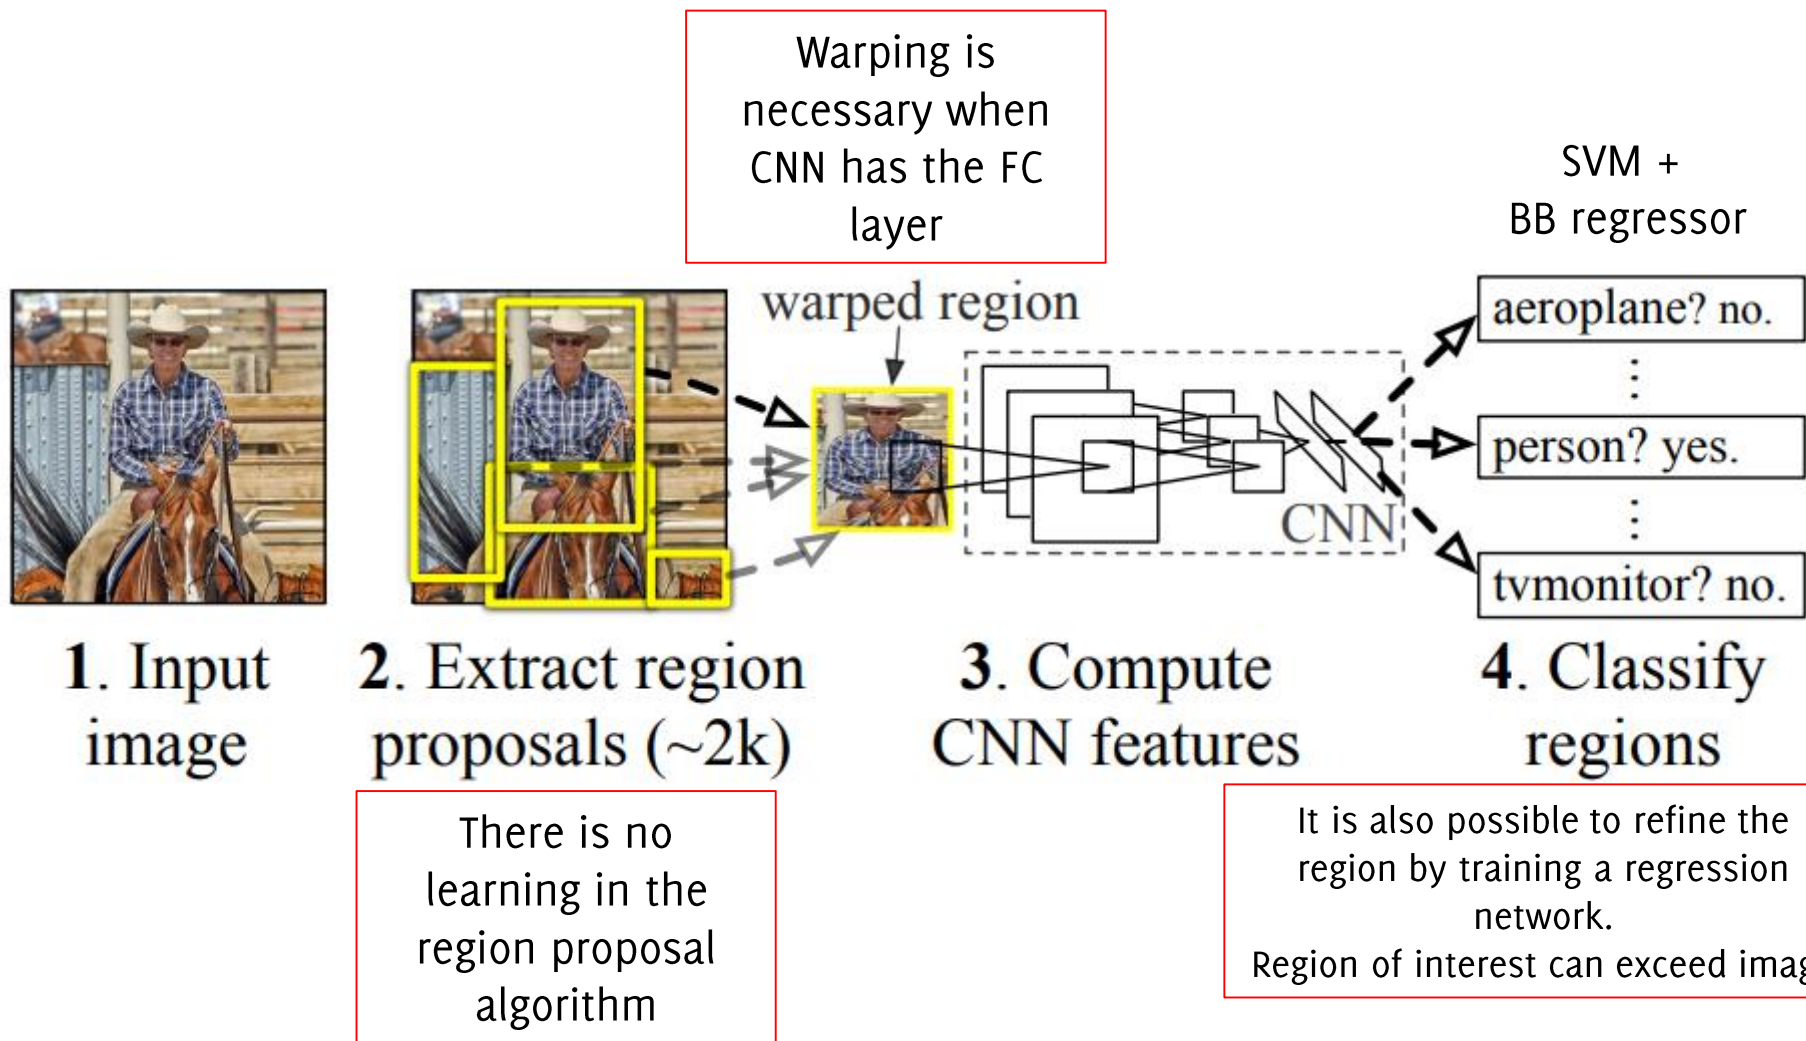 Warping is
necessary when
CNN has the FC
layer
SVM +
BB regressor
warped region
aeroplane? no.
person? yes.
CNN
tvmonitor? no.
1. Input
image
2. Extract region
proposals (~2k)
3. Compute
CNN features
4. Classify
regions
There is no
learning in the
region proposal
algorithm
It is also possible to refine the
region by training a regression
network.
Region of interest can exceed imag